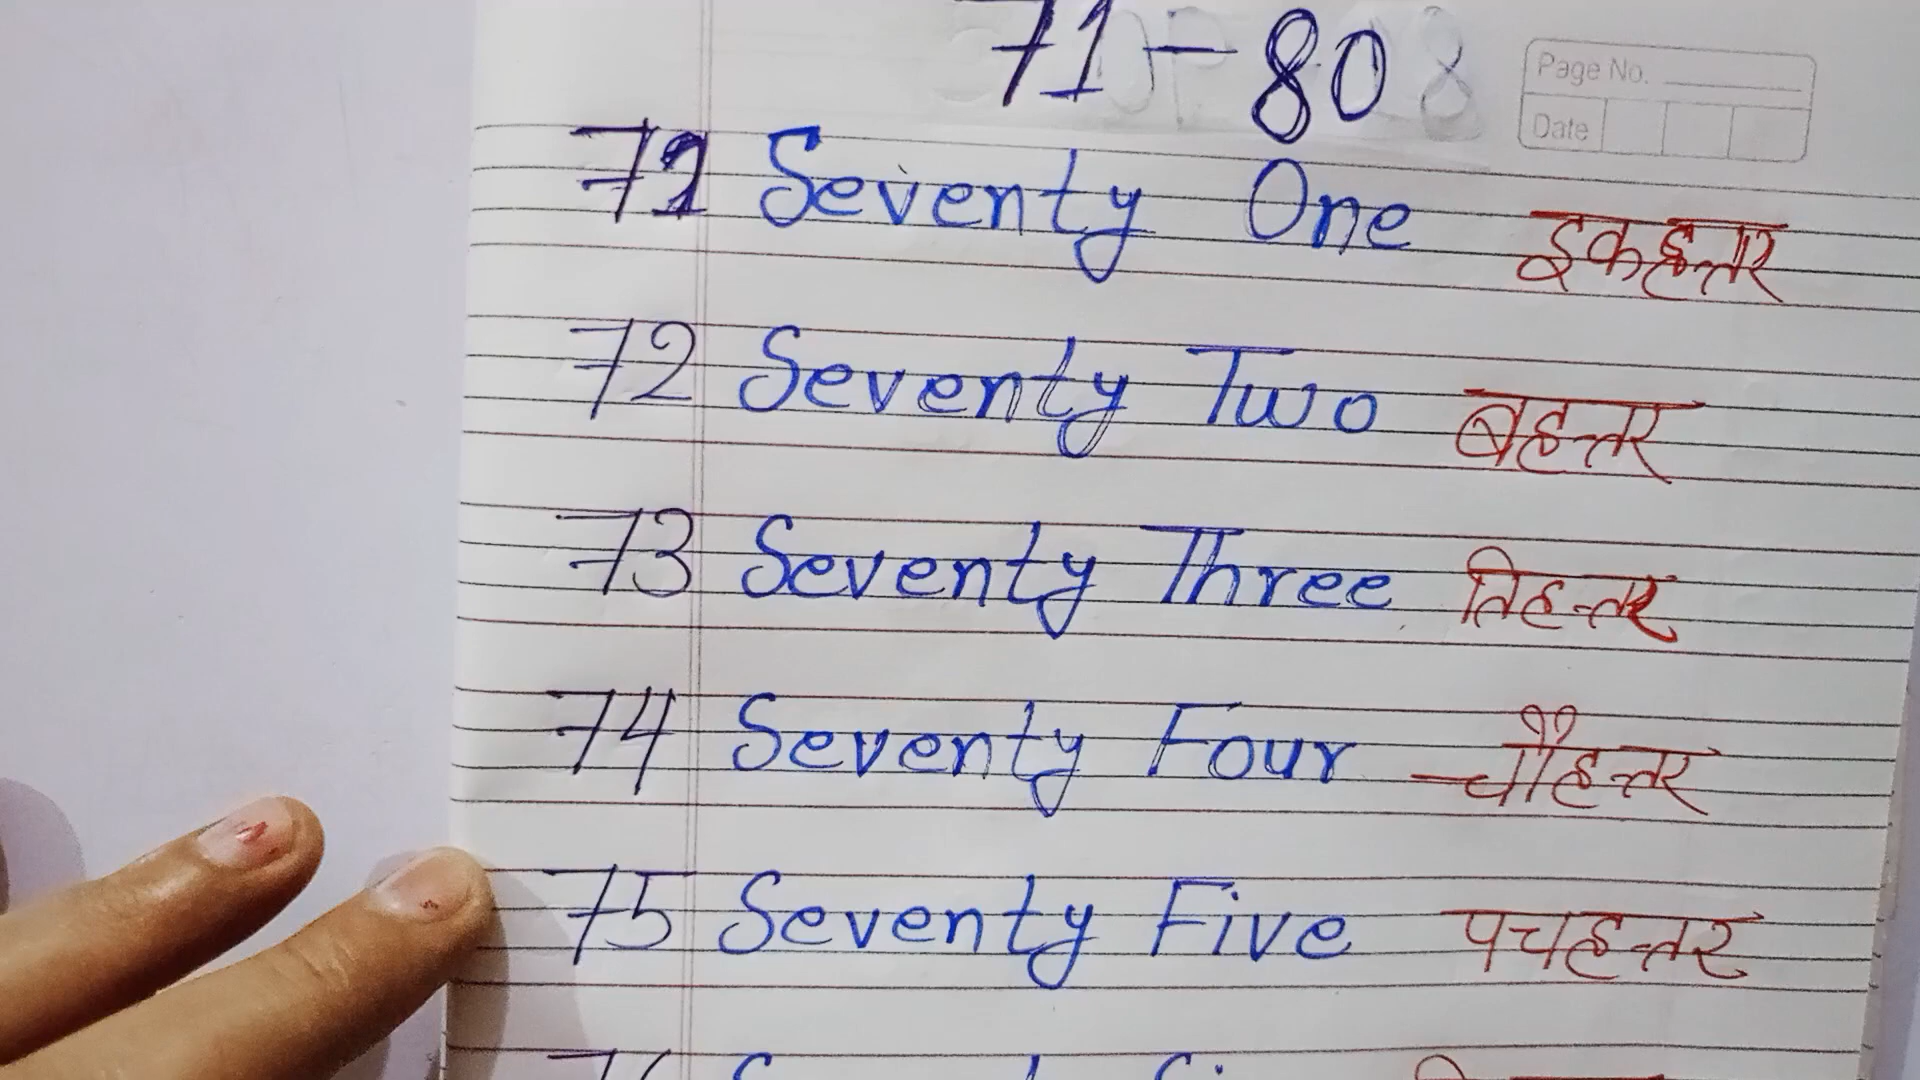 71-80
Page No.
Date
71 Seventy One इकहत्तर
72 Seventy Two बहत्तर
73 Seventy Three तिहत्तर
74 Seventy Four चौहत्तर
75 Seventy Five पचहत्तर